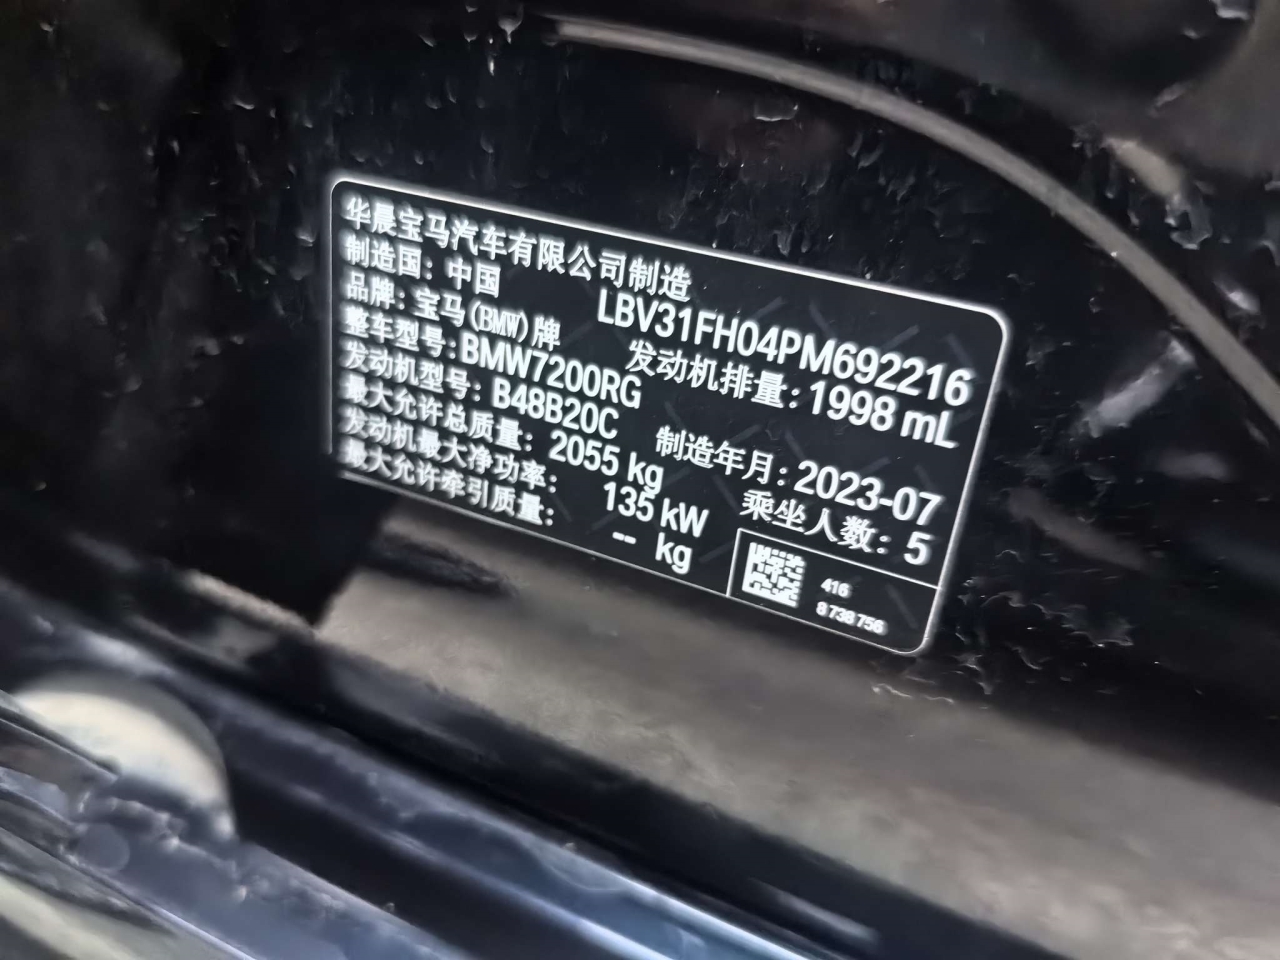 华晨宝马汽车有限公司制造
制造国：中国 LBV31FH04PM692216
品牌：宝马(BMW)牌 发动机排量：1998 mL
整车型号:BMW7200RG
发动机型号：B48B20C 制造年月：2023-07
最大允许总质量：2055 kg 乘坐人数：5
发动机最大净功率：135 kW
最大允许牵引质量：-- kg
416
8 738 756